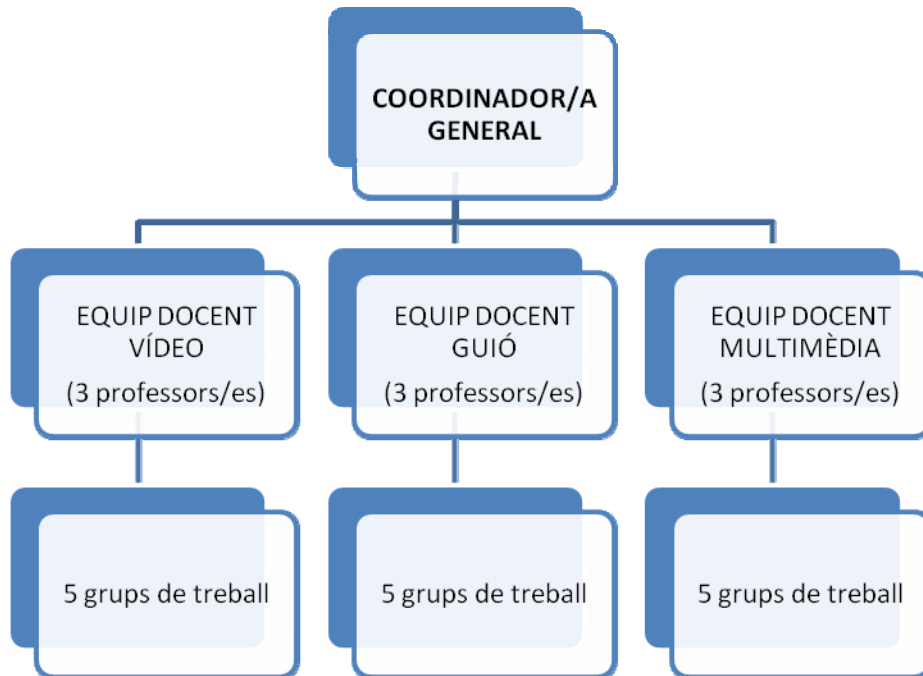 COORDINADOR/A
GENERAL
EQUIP DOCENT
VÍDEO
(3 professors/es)
EQUIP DOCENT
GUIÓ
(3 professors/es)
EQUIP DOCENT
MULTIMÈDIA
(3 professors/es)
5 grups de treball
5 grups de treball
5 grups de treball